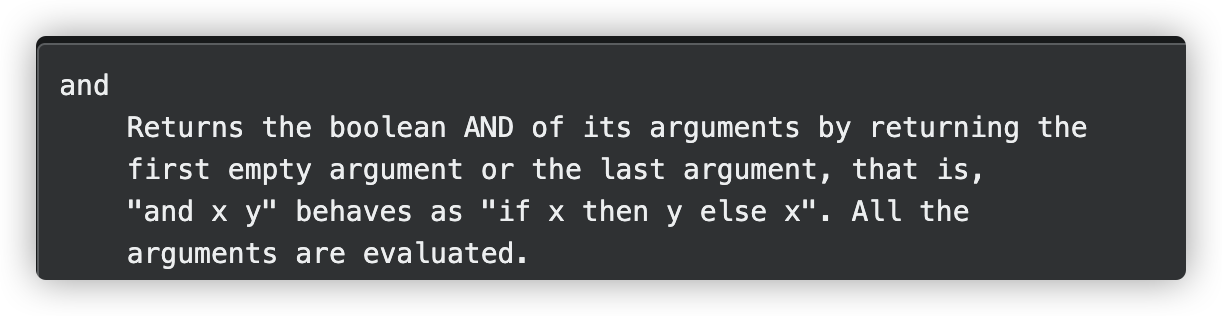 and
Returns the boolean AND of its arguments by returning the
first empty argument or the last argument, that is,
"and x y" behaves as "if x then y else x". All the
arguments are evaluated.